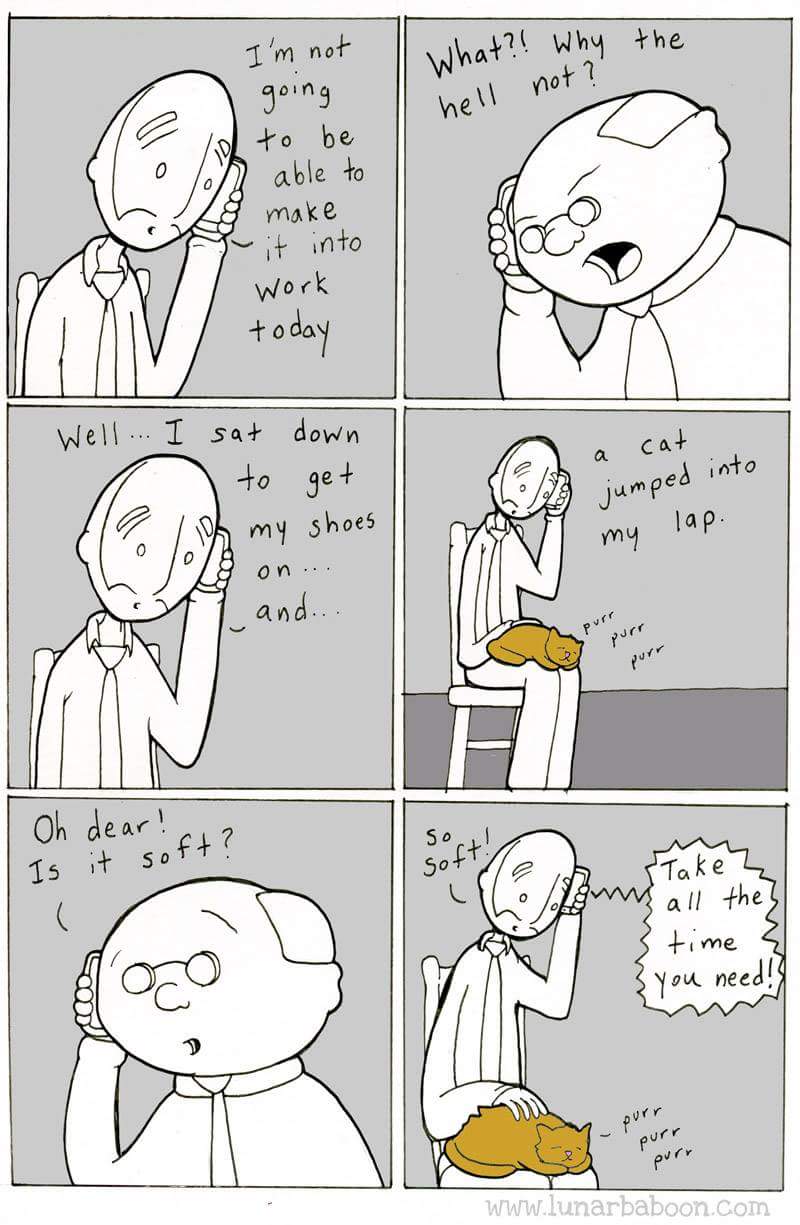 I'm not
going
to be
able to
make
it into
work
today
What?! Why the
hell not?
Well... I sat down
to get
my shoes
on...
and...
a cat
jumped into
my lap.
purr
purr
purr
Oh dear!
Is it soft?
So
Soft!
Take
all the
time
you need!
purr
purr
purr
www.lunarbaboon.com